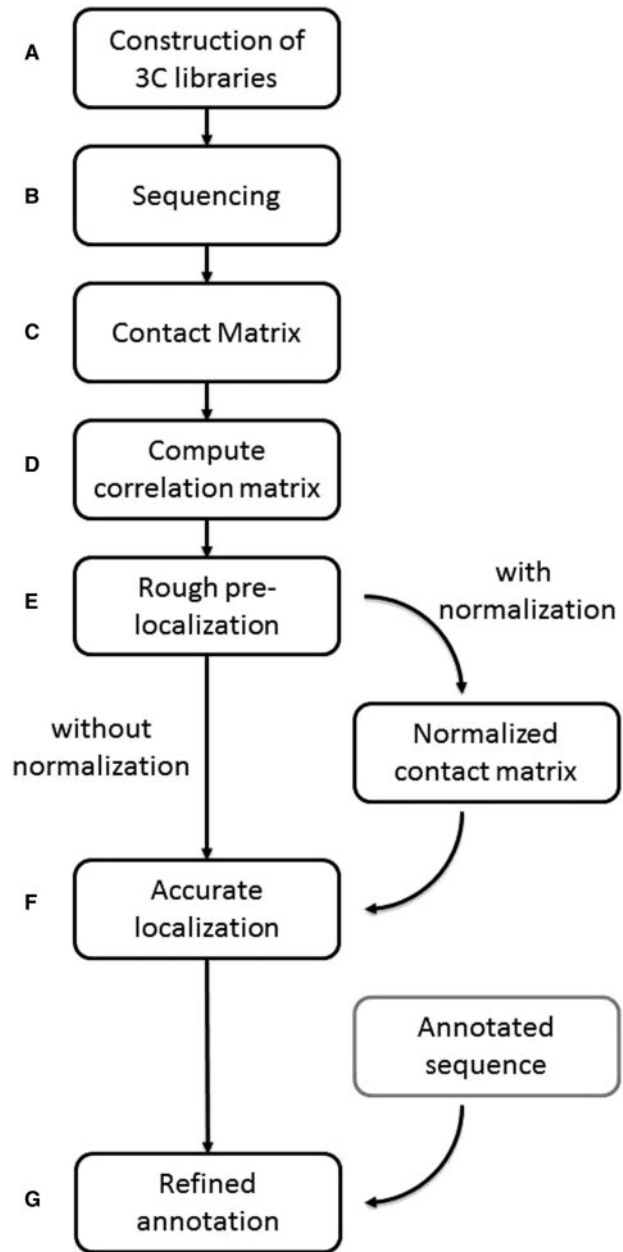 A
Construction of
3C libraries
B
Sequencing
C
Contact Matrix
D
Compute
correlation matrix
E
Rough pre-
localization
with
normalization
without
normalization
Normalized
contact matrix
F
Accurate
localization
Annotated
sequence
G
Refined
annotation